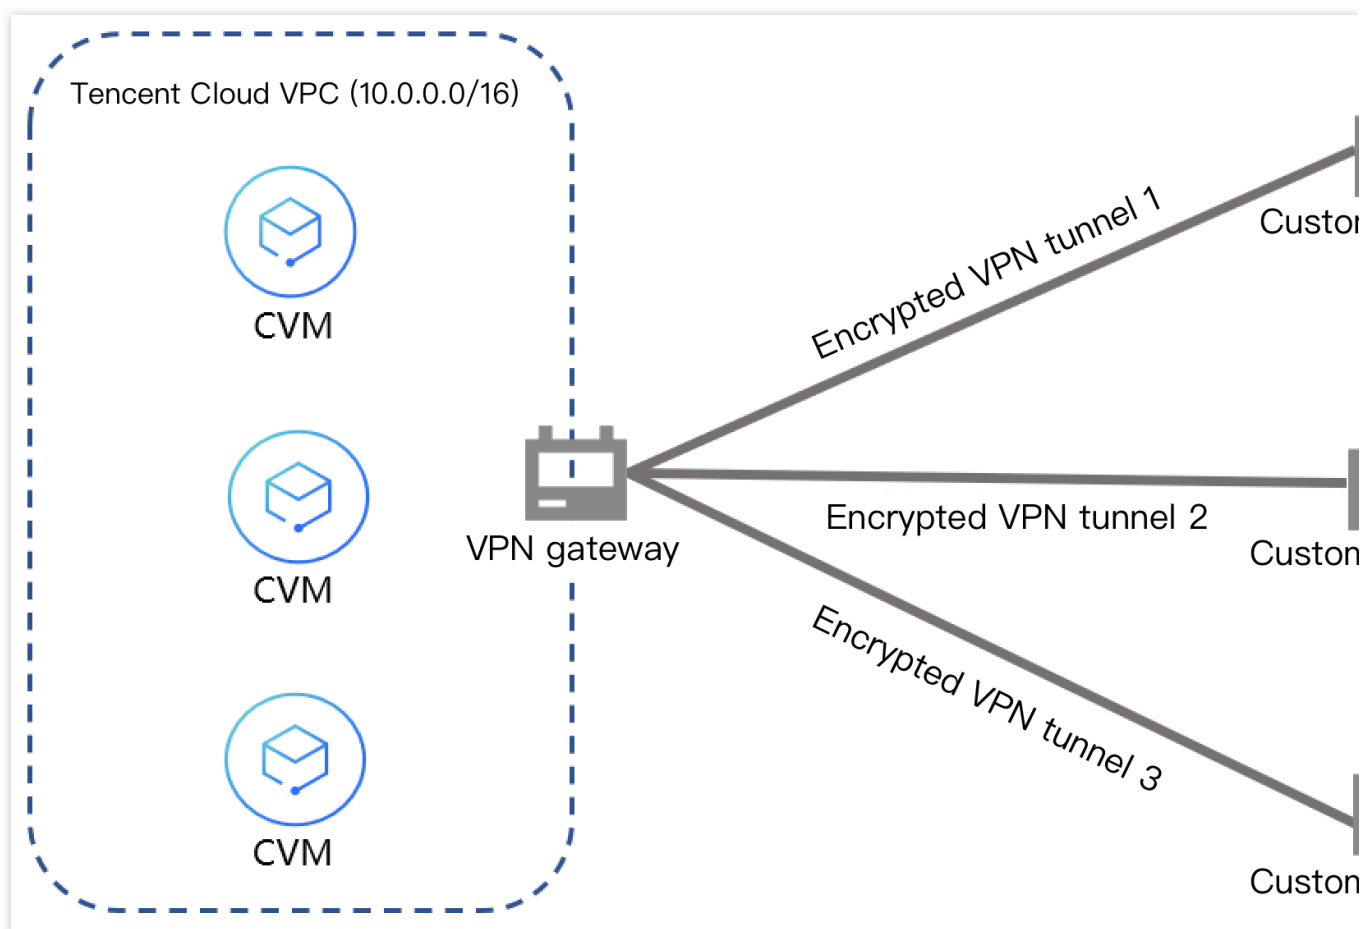 Tencent Cloud VPC (10.0.0.0/16)
CVM
Encrypted VPN tunnel 1
CVM
VPN gateway
Encrypted VPN tunnel 2
Encrypted VPN tunnel 3
CVM